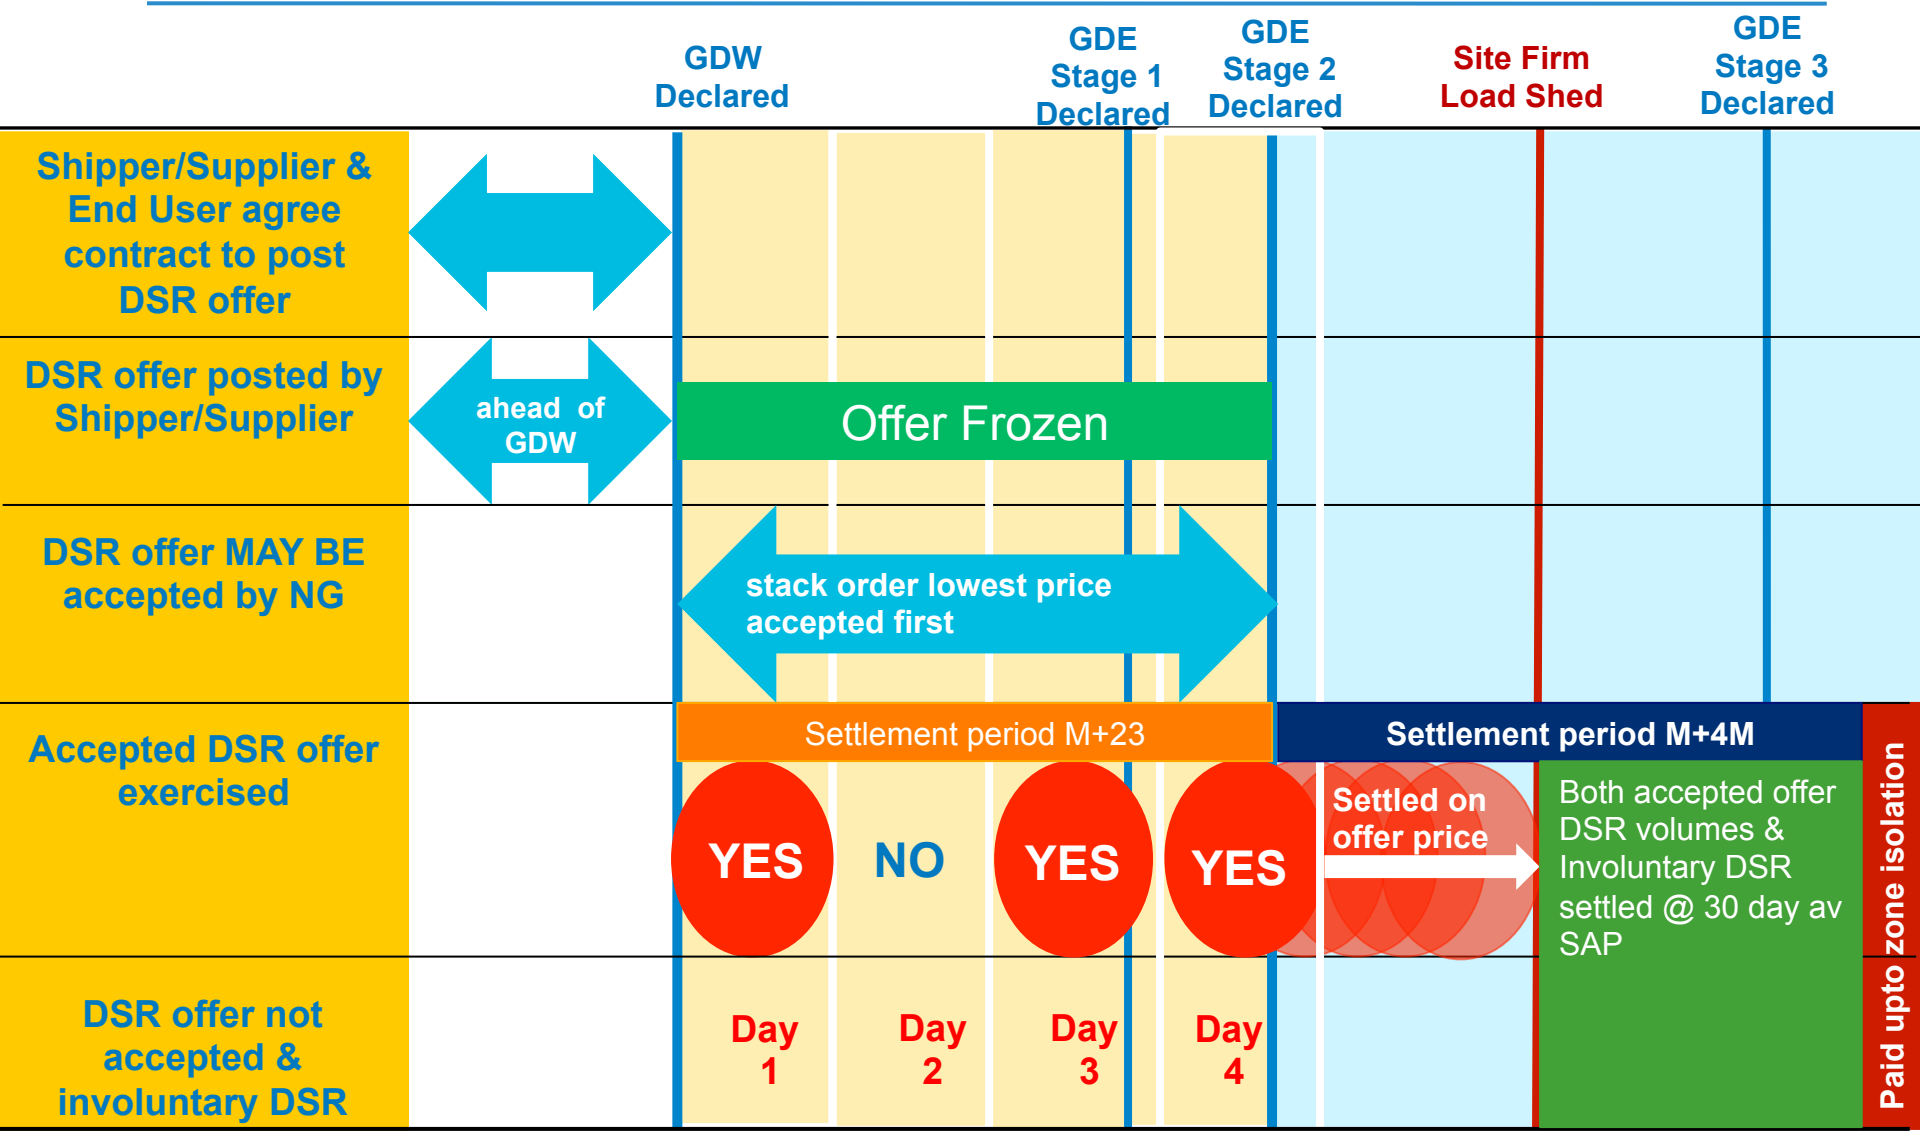 GDW
Declared
GDE
Stage 1
Declared
GDE
Stage 2
Declared
Site Firm
Load Shed
GDE
Stage 3
Declared
Shipper/Supplier &
End User agree
contract to post
DSR offer
DSR offer posted by
Shipper/Supplier
ahead of
GDW
Offer Frozen
DSR offer MAY BE
accepted by NG
stack order lowest price
accepted first
Accepted DSR offer
exercised
Settlement period M+23
Settlement period M+4M
YES
NO
YES
YES
Settled on
offer price
Both accepted offer
DSR volumes &
Involuntary DSR
settled @ 30 day av
SAP
Paid upto zone isolation
DSR offer not
accepted &
involuntary DSR
Day
1
Day
2
Day
3
Day
4